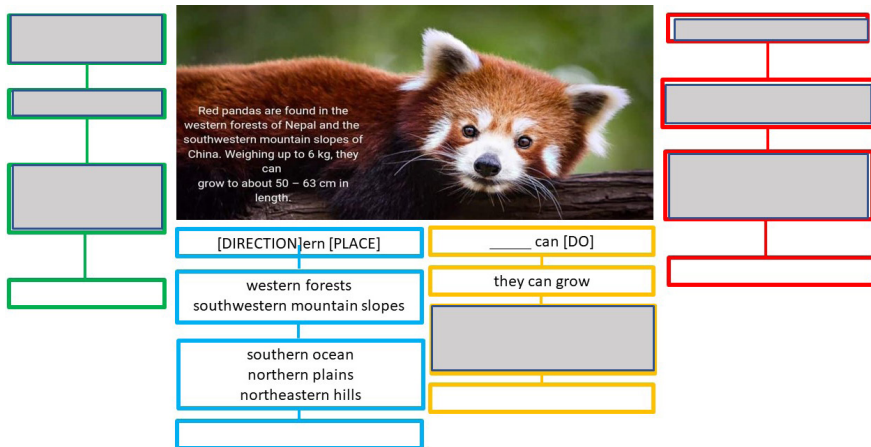 Red pandas are found in the
western forests of Nepal and the
southwestern mountain slopes of
China. Weighing up to 6 kg, they
can
grow to about 50 – 63 cm in
length.
[DIRECTION]ern [PLACE]
western forests
southwestern mountain slopes
southern ocean
northern plains
northeastern hills
_____ can [DO]
they can grow